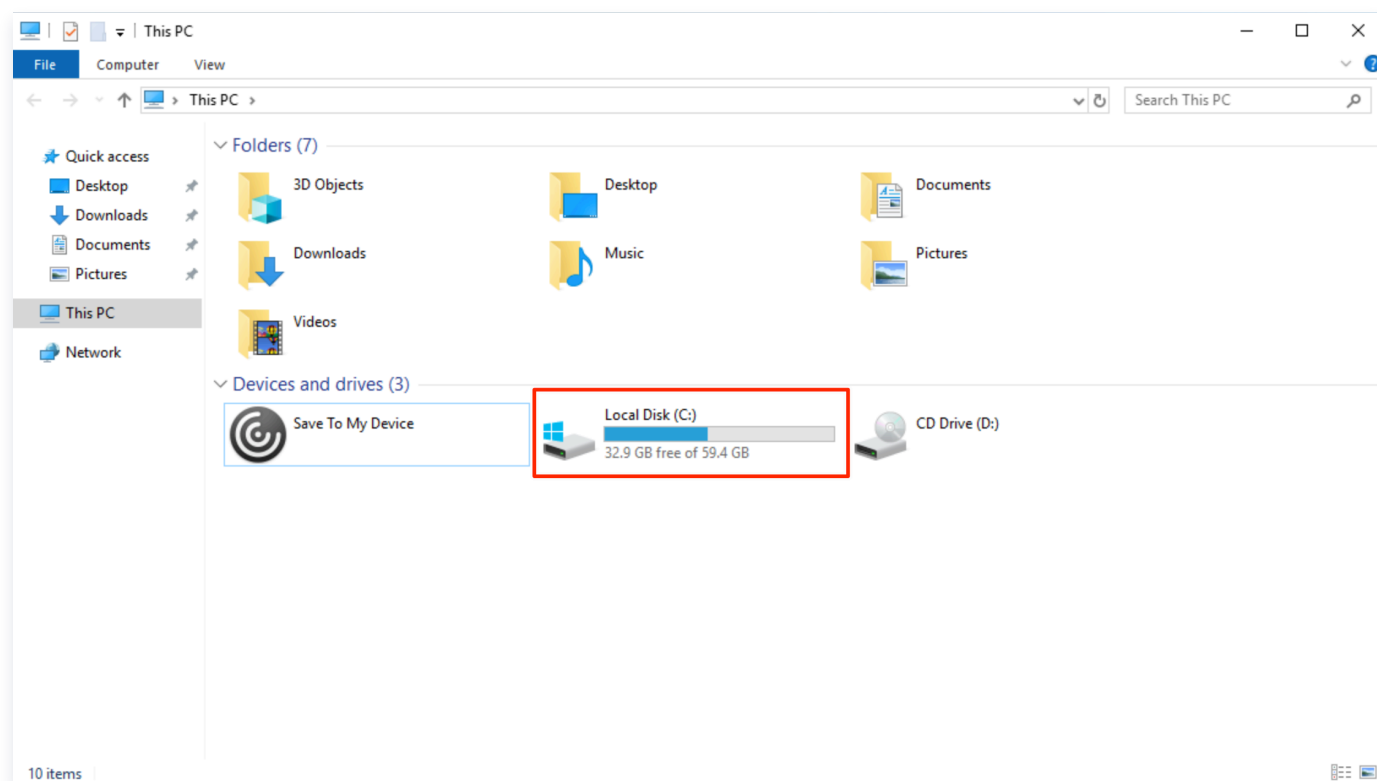 This PC
File Computer View
This PC
Search This PC
Quick access
Desktop
Downloads
Documents
Pictures
This PC
Network
Folders (7)
3D Objects
Desktop
Documents
Downloads
Music
Pictures
Videos
Devices and drives (3)
Save To My Device
Local Disk (C:)
32.9 GB free of 59.4 GB
CD Drive (D:)
10 items